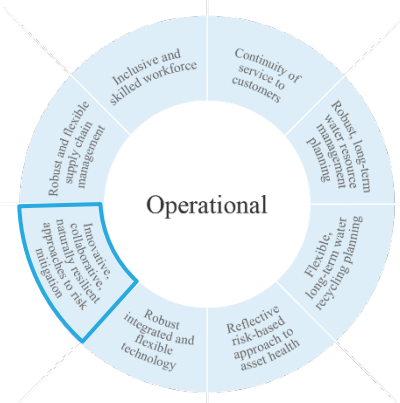 Continuity of
service to
customers
Robust, long-term
water resource
management
planning
Flexible,
long-term water
recycling planning
Reflective
risk-based
approach to
asset health
Robust
integrated and
flexible
technology
Innovative,
collaborative,
naturally resilient
approaches to risk
mitigation
Robust and flexible
supply chain
management
Inclusive and
skilled workforce
Operational